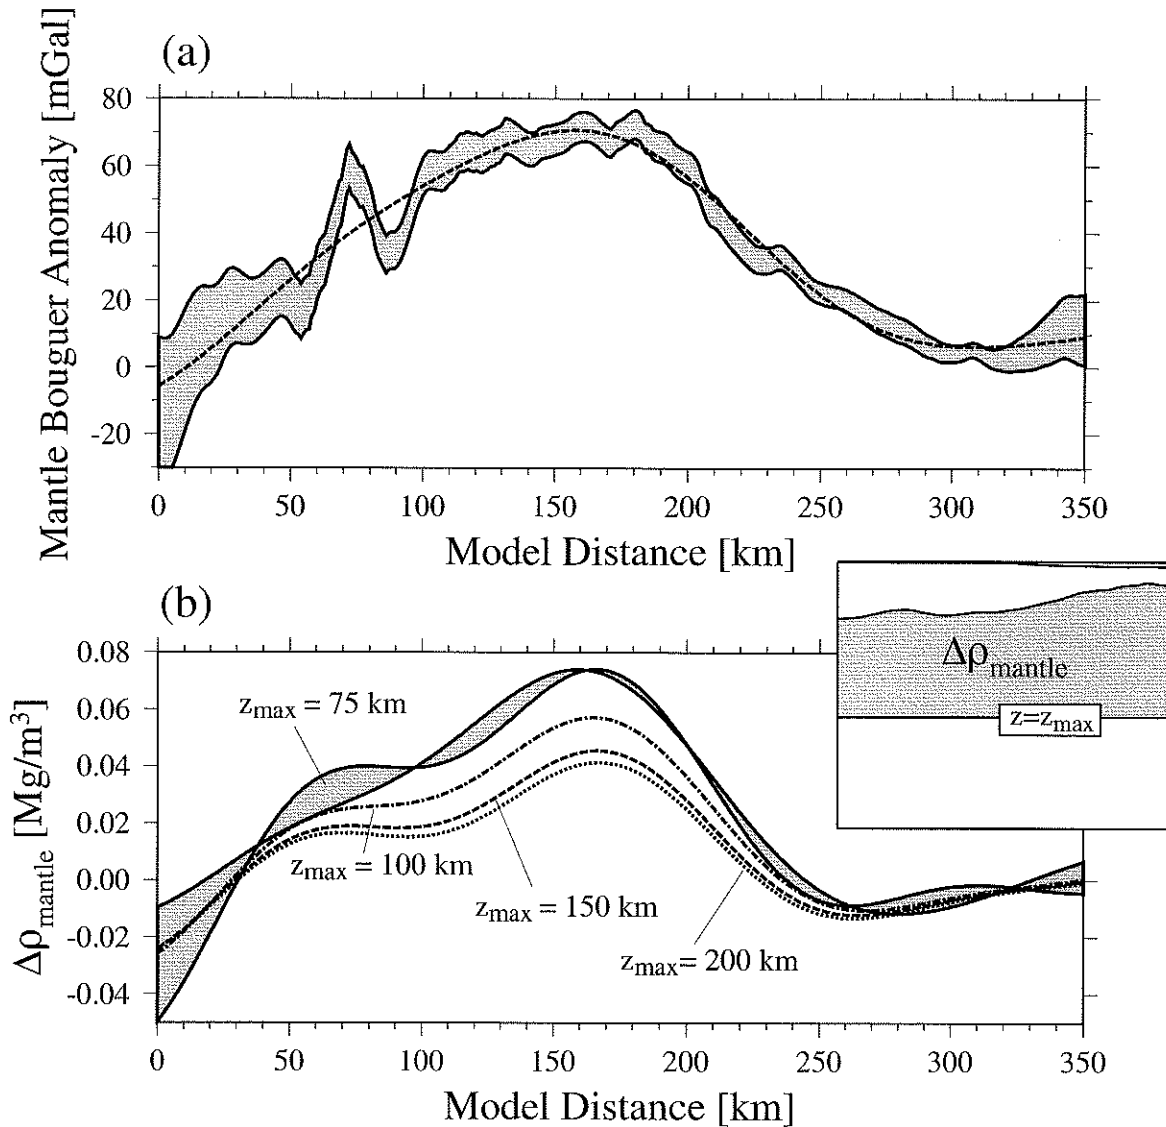 (a)
Mantle Bouguer Anomaly [mGal]
80
60
40
20
0
-20
0 50 100 150 200 250 300 350
Model Distance [km]
(b)
Δρmantle
z=zmax
Δρmantle [Mg/m³]
0.08
0.06
0.04
0.02
0.00
-0.02
-0.04
zmax = 75 km
zmax = 100 km
zmax = 150 km
zmax= 200 km
0 50 100 150 200 250 300 350
Model Distance [km]